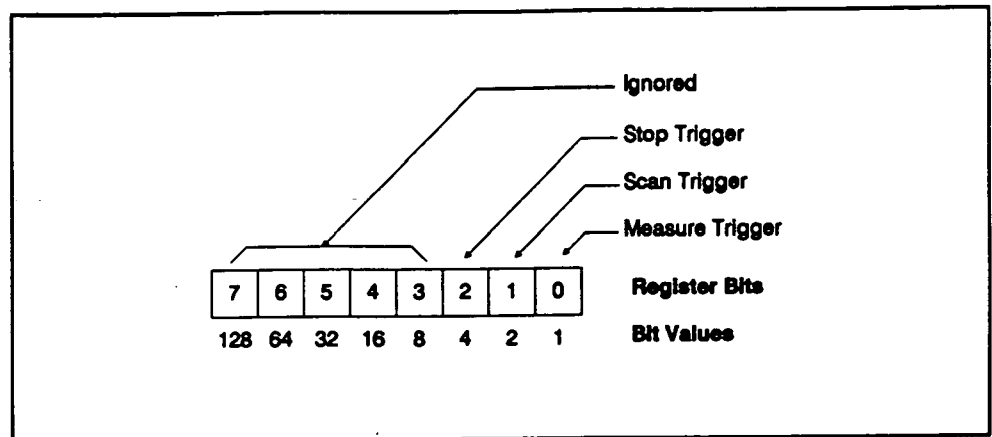 Ignored
Stop Trigger
Scan Trigger
Measure Trigger
7 6 5 4 3 2 1 0 Register Bits
128 64 32 16 8 4 2 1 Bit Values